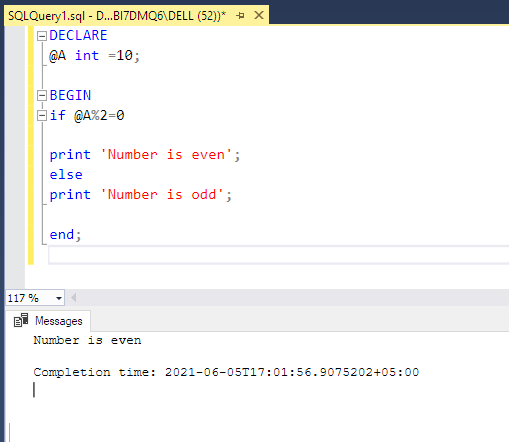 SQLQuery1.sql - D...BI7DMQ6\DELL (52))*
DECLARE
@A int =10;
BEGIN
if @A%2=0
print 'Number is even';
else
print 'Number is odd';
end;
117 %
Messages
Number is even
Completion time: 2021-06-05T17:01:56.9075202+05:00